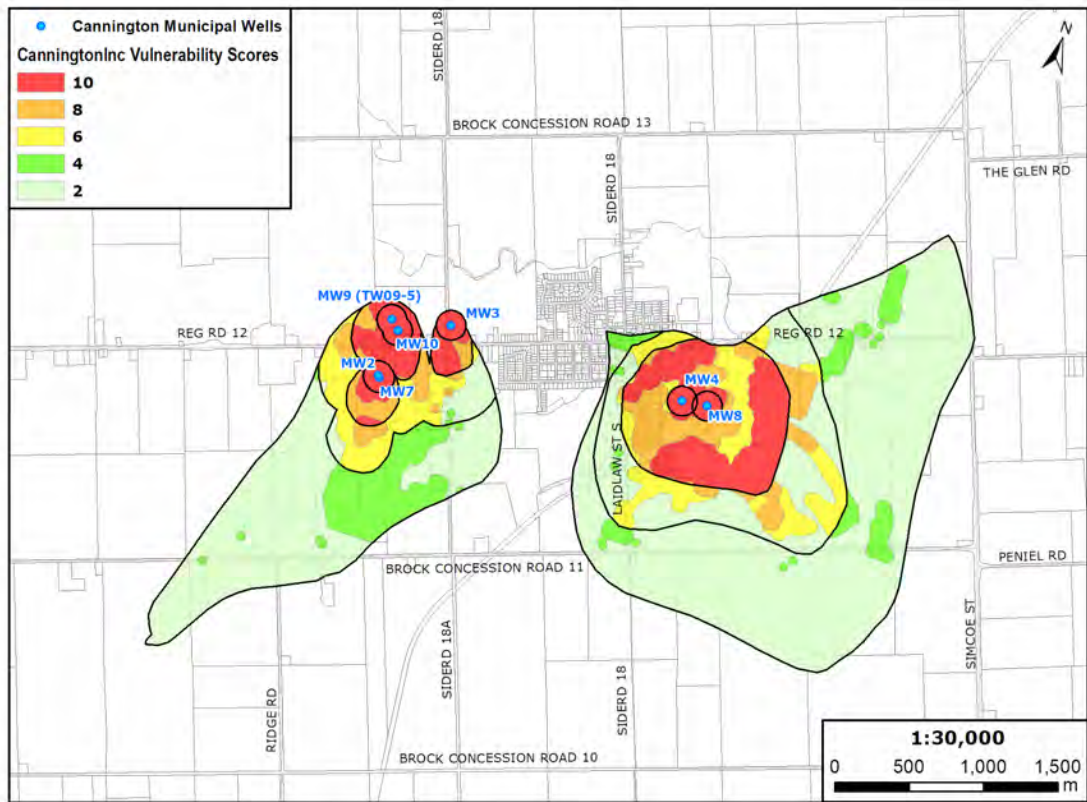 Cannington Municipal Wells
CanningtonInc Vulnerability Scores
10
8
6
4
2
SIDERD 18A
N
BROCK CONCESSION ROAD 13
SIDERD 18
THE GLEN RD
MW9 (TW09-5)
MW3
REG RD 12
MW10
REG RD 12
MW2
MW7
MW4
MW8
LAIDLAW ST S
BROCK CONCESSION ROAD 11
PENIEL RD
SIMCOE ST
SIDERD 18A
SIDERD 18
RIDGE RD
BROCK CONCESSION ROAD 10
1:30,000
0 500 1,000 1,500
m